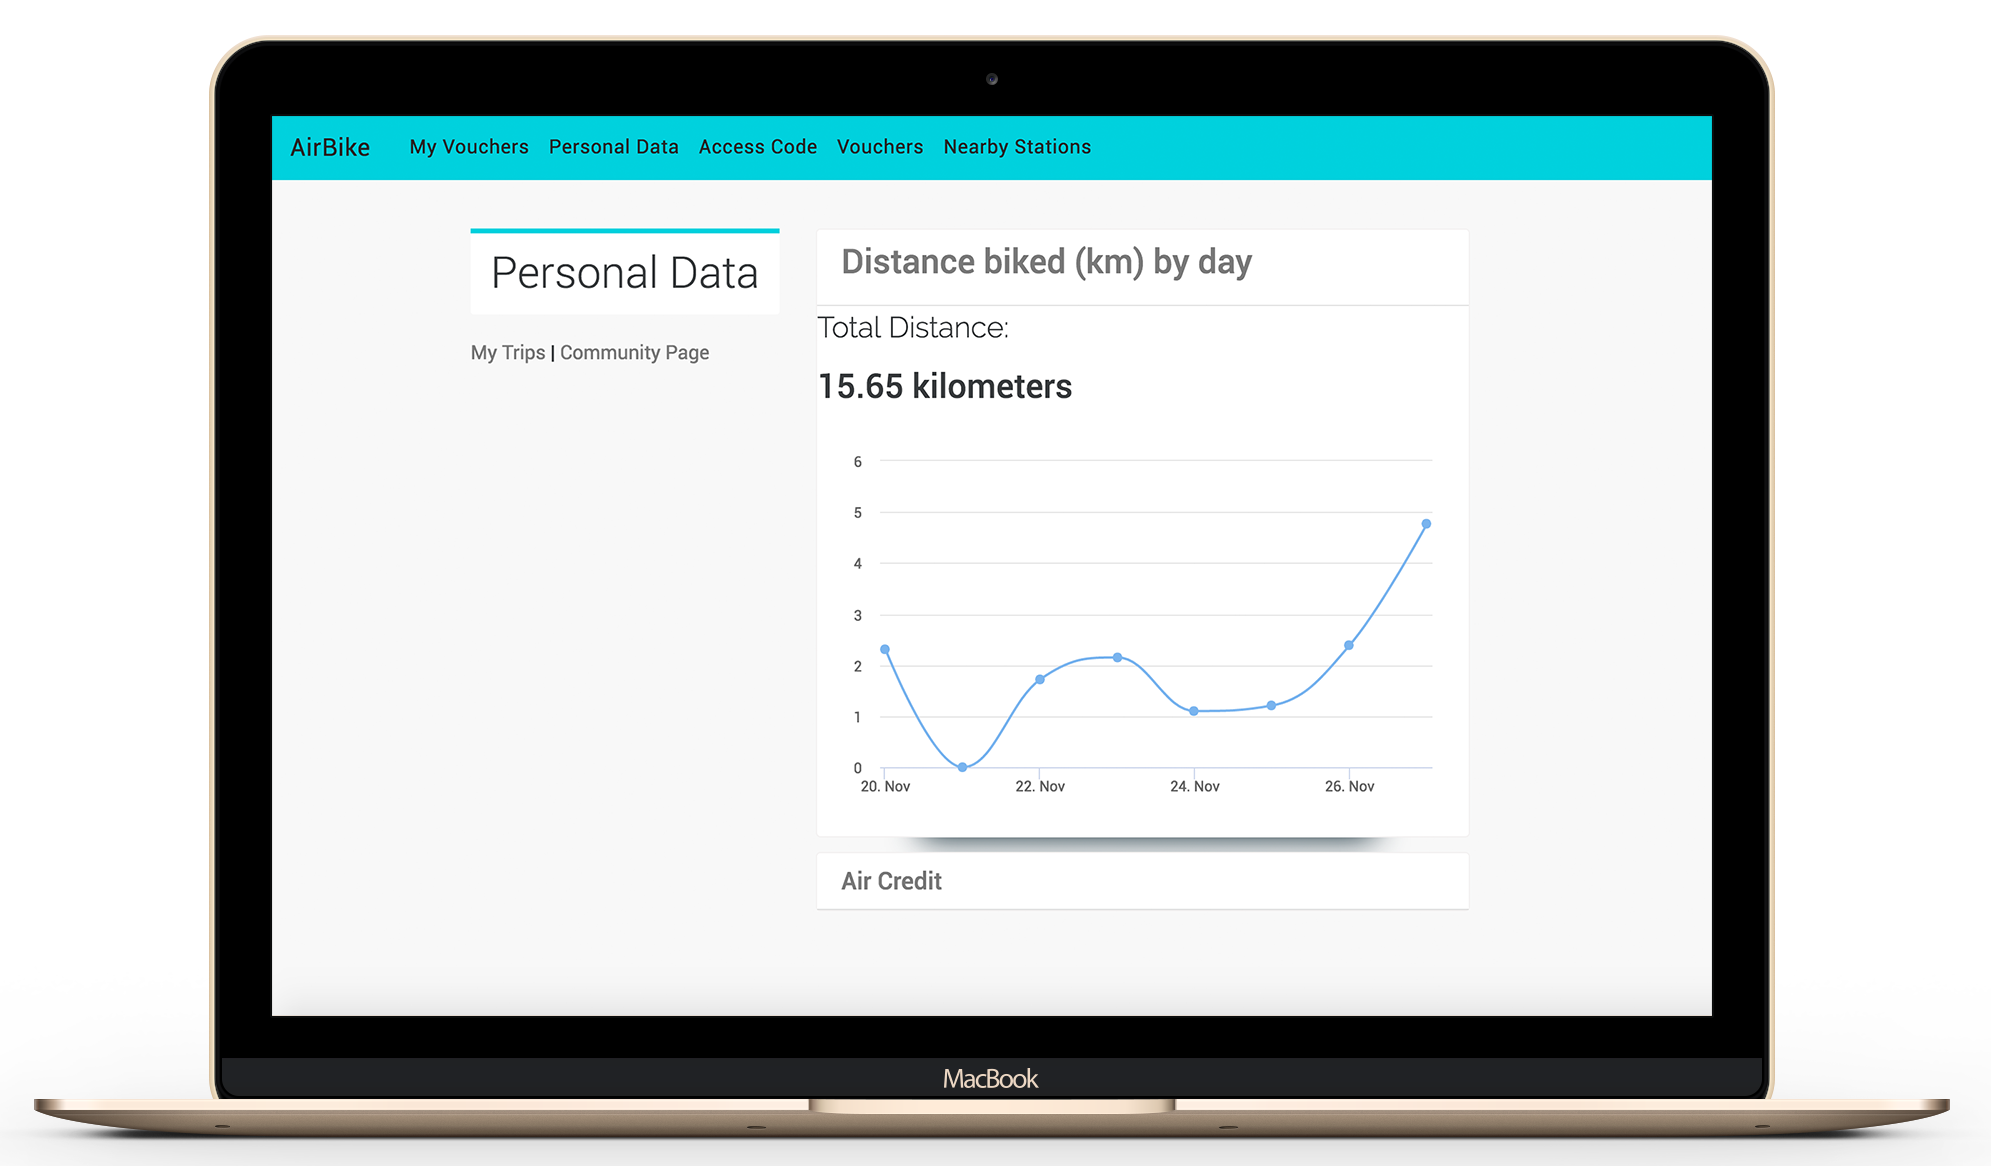 AirBike My Vouchers Personal Data Access Code Vouchers Nearby Stations
Personal Data
My Trips | Community Page
Distance biked (km) by day
Total Distance:
15.65 kilometers
6
5
4
3
2
1
0
20. Nov 22. Nov 24. Nov 26. Nov
Air Credit
MacBook